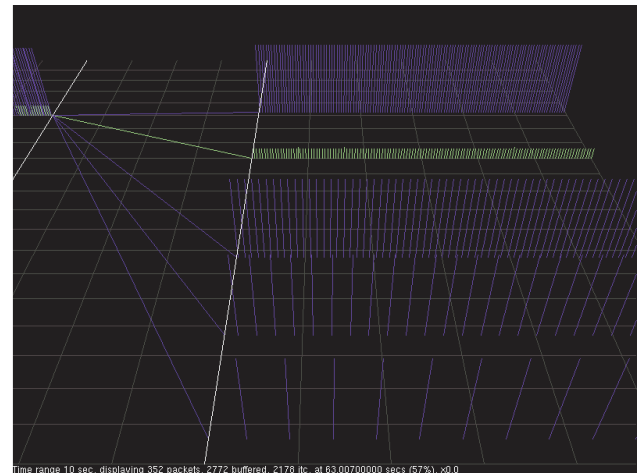 Time range 10 sec, displaying 352 packets, 2772 buffered, 2178 itc, at 63.00700000 secs (57%), x0.0